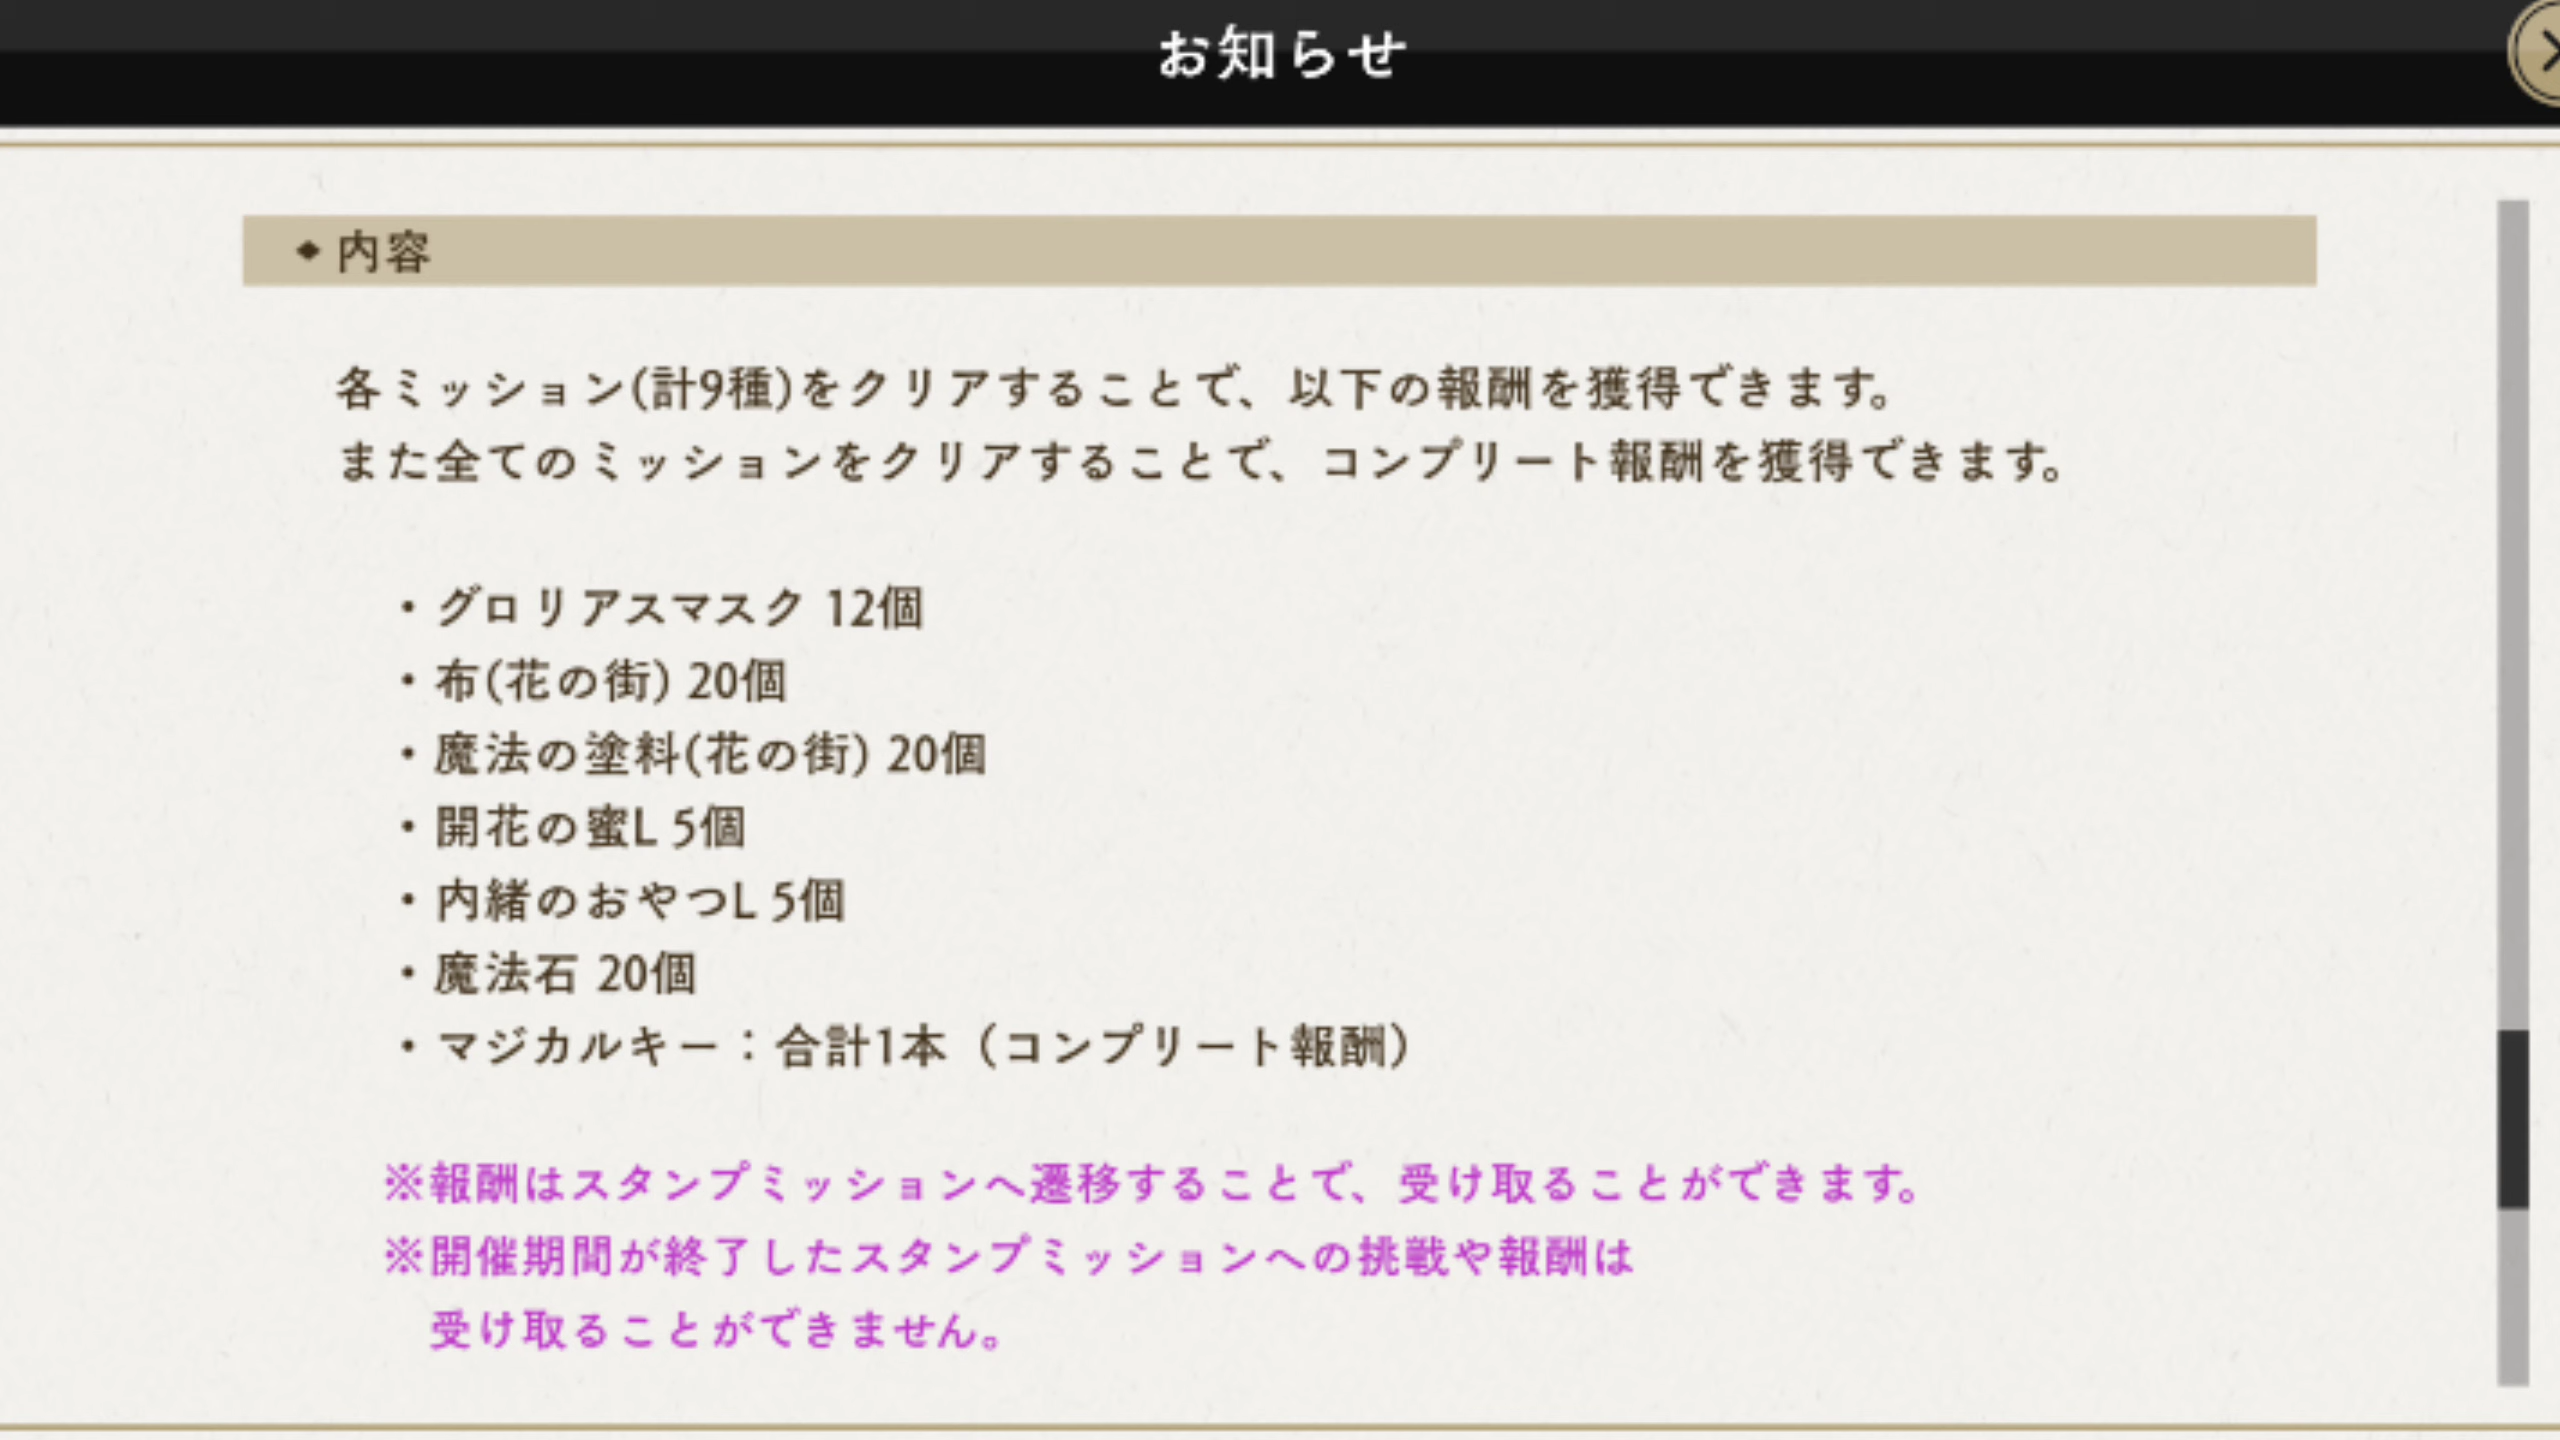 お知らせ
◆内容
各ミッション(計9種)をクリアすることで、以下の報酬を獲得できます。
また全てのミッションをクリアすることで、コンプリート報酬を獲得できます。
・グロリアスマスク 12個
・布(花の街) 20個
・魔法の塗料(花の街) 20個
・開花の蜜L 5個
・内緒のおやつL 5個
・魔法石 20個
・マジカルキー：合計1本（コンプリート報酬）
※報酬はスタンプミッションへ遷移することで、受け取ることができます。
※開催期間が終了したスタンプミッションへの挑戦や報酬は
受け取ることができません。